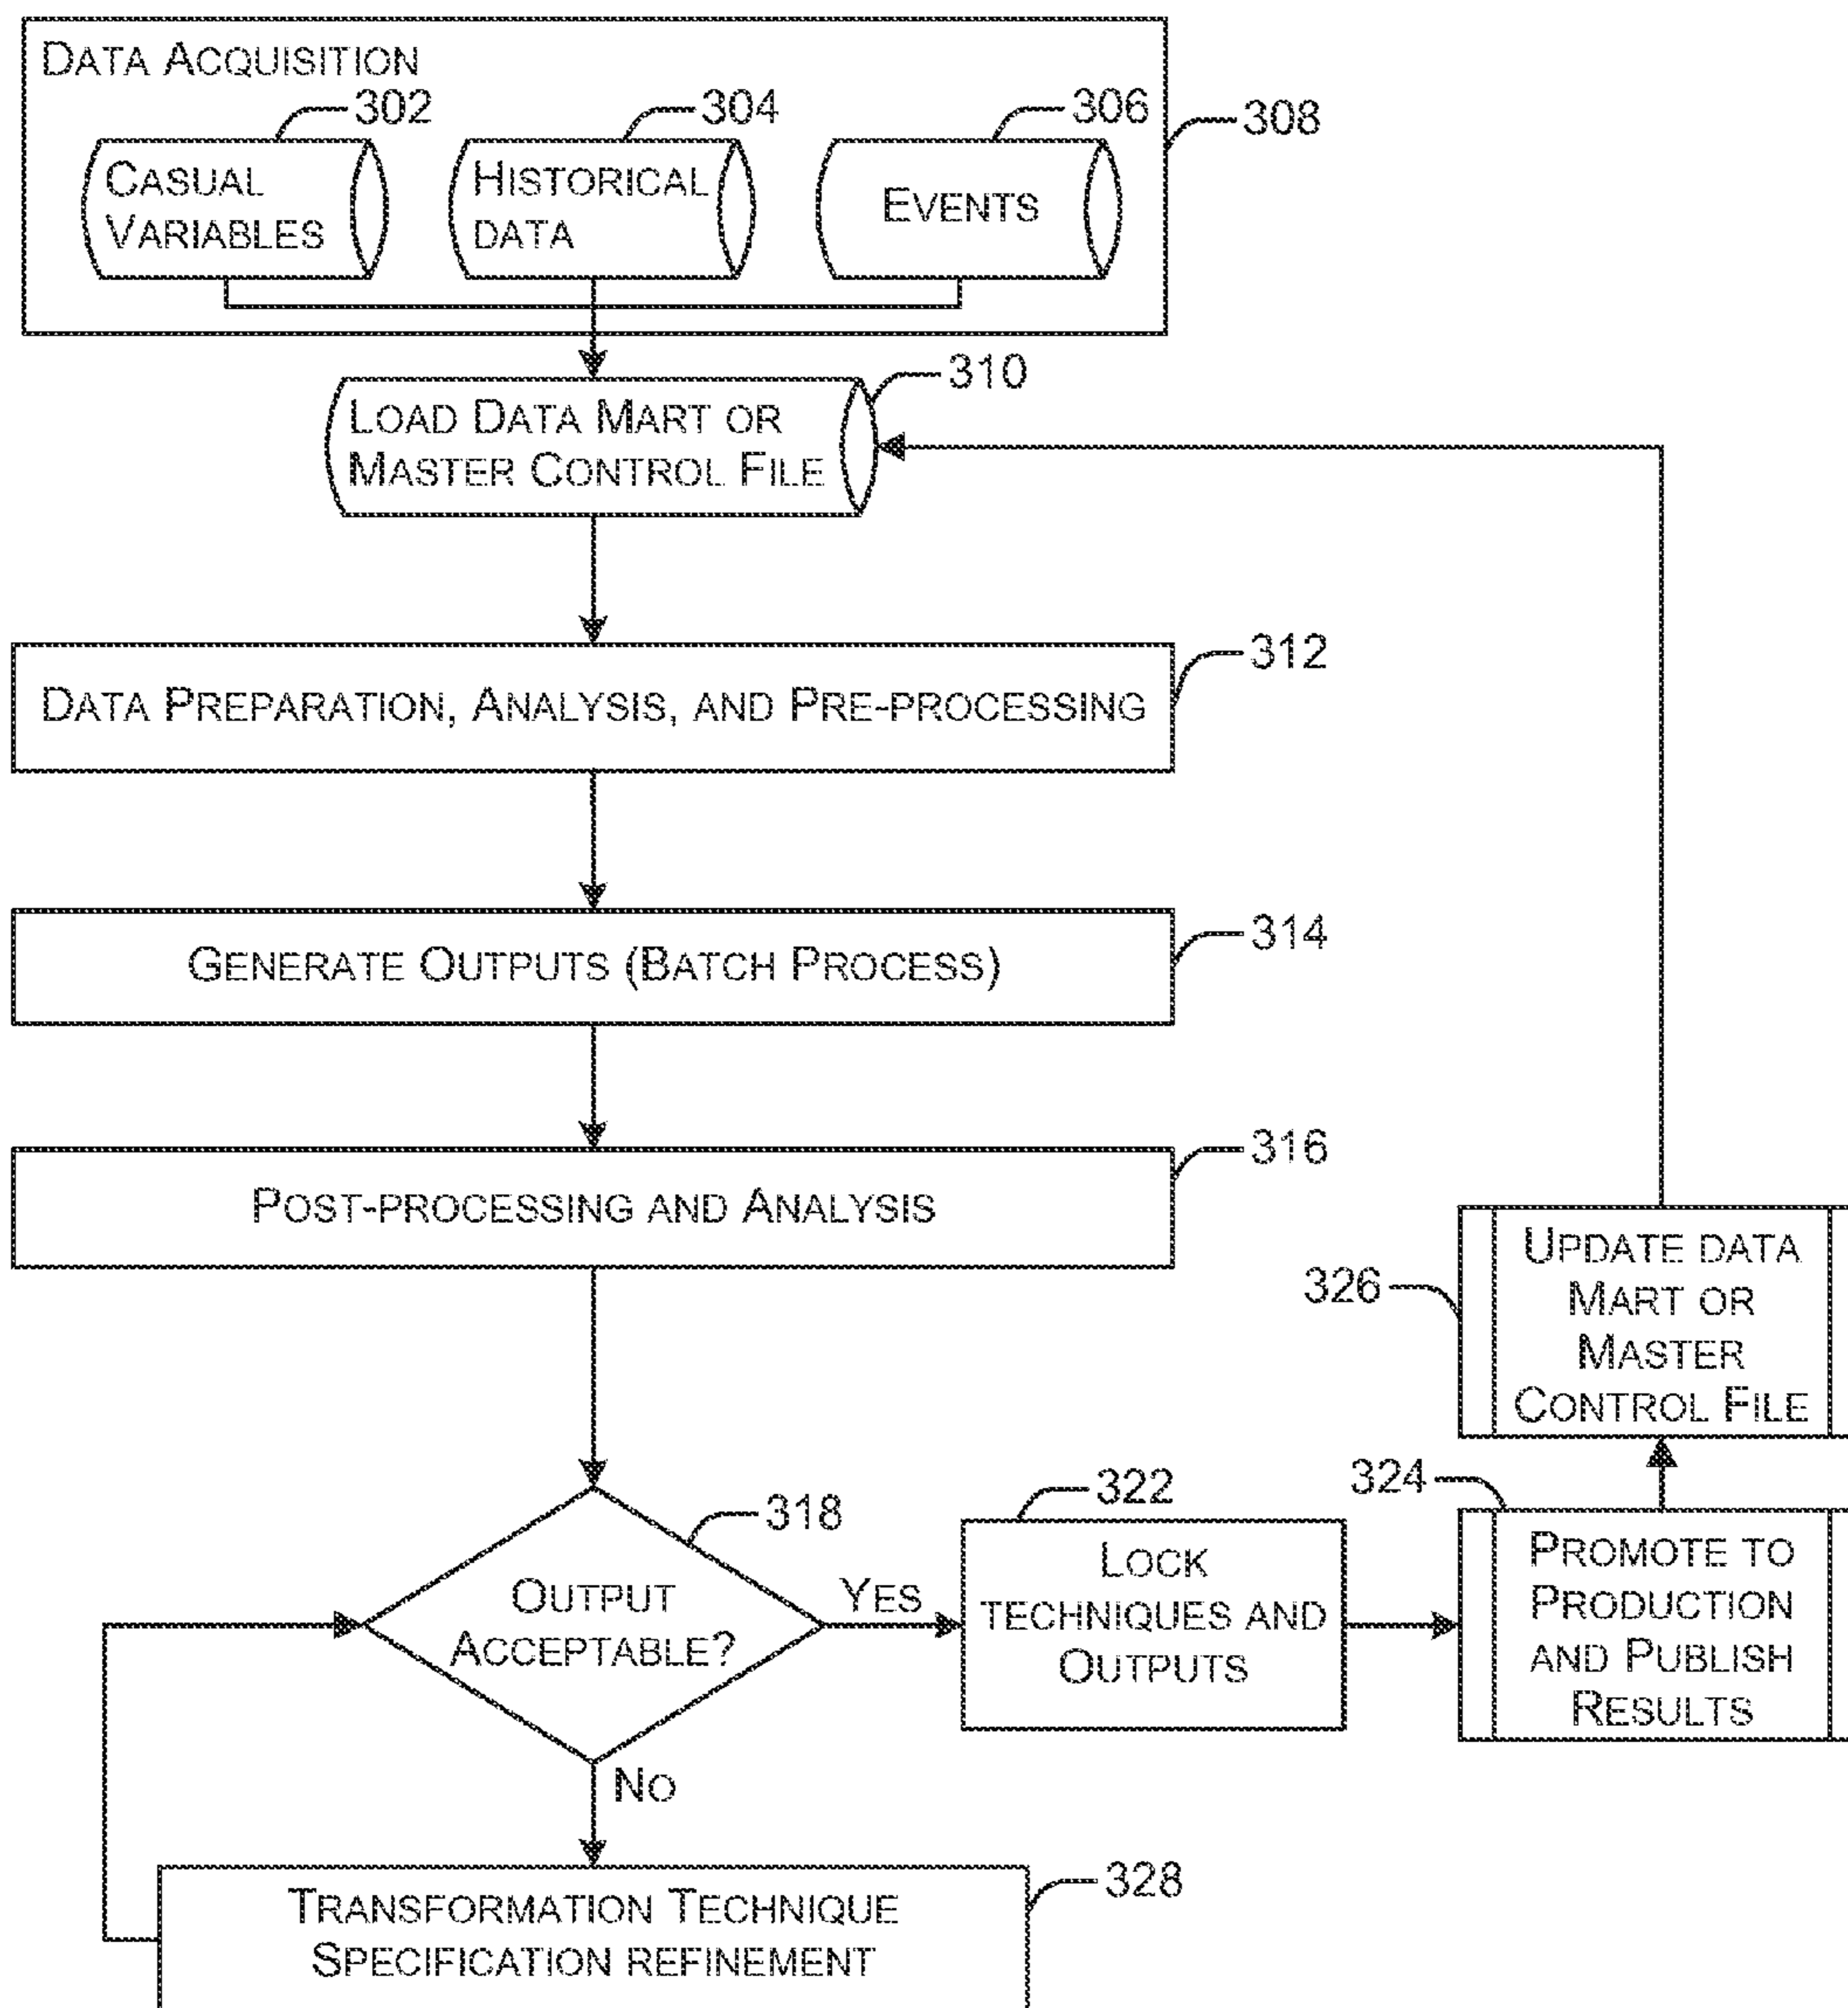 DATA ACQUISITION
302
304
306
308
CASUAL
VARIABLES
HISTORICAL
DATA
EVENTS
310
LOAD DATA MART OR
MASTER CONTROL FILE
312
DATA PREPARATION, ANALYSIS, AND PRE-PROCESSING
314
GENERATE OUTPUTS (BATCH PROCESS)
316
POST-PROCESSING AND ANALYSIS
326
UPDATE DATA
MART OR
MASTER
CONTROL FILE
318
OUTPUT
ACCEPTABLE?
YES
322
LOCK
TECHNIQUES AND
OUTPUTS
324
PROMOTE TO
PRODUCTION
AND PUBLISH
RESULTS
NO
328
TRANSFORMATION TECHNIQUE
SPECIFICATION REFINEMENT